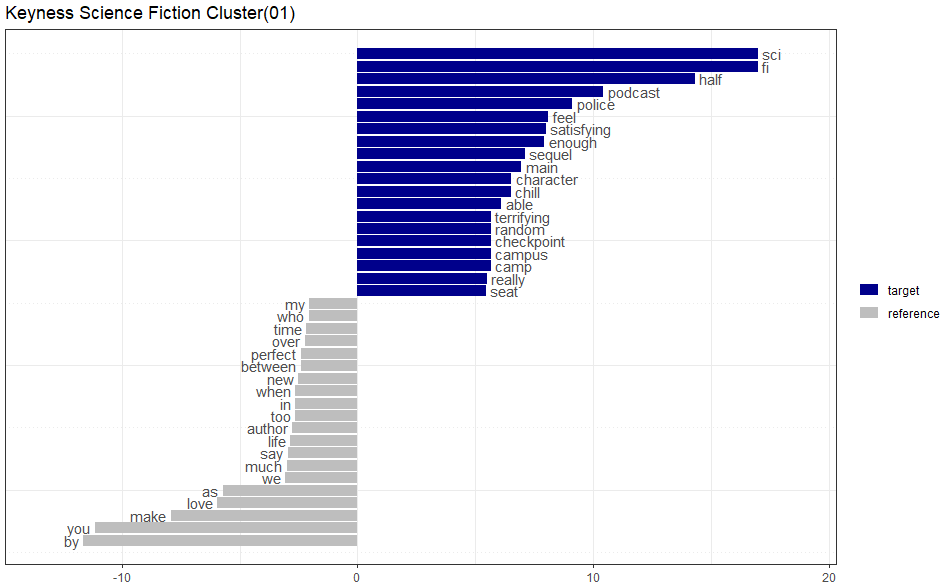 Keyness Science Fiction Cluster(01)
sci
fi
half
podcast
police
feel
satisfying
enough
sequel
main
character
chill
able
terrifying
random
checkpoint
campus
camp
really
seat
my
who
time
over
perfect
between
new
when
in
too
author
life
say
much
we
as
love
make
you
by
target
reference
-10 0 10 20